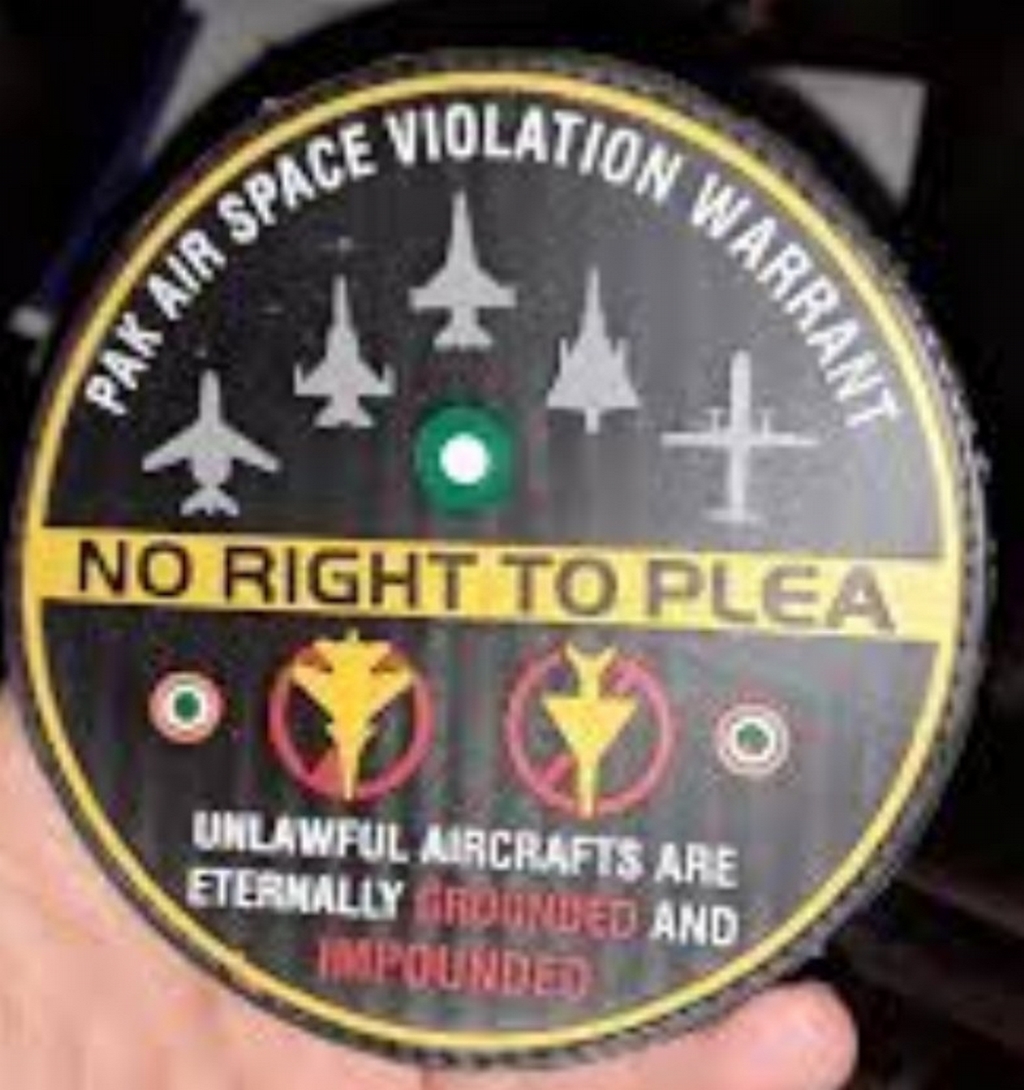 PAK AIR SPACE VIOLATION WARRANT
NO RIGHT TO PLEA
UNLAWFUL AIRCRAFTS ARE
ETERNALLY GROUNDED AND
IMPOUNDED